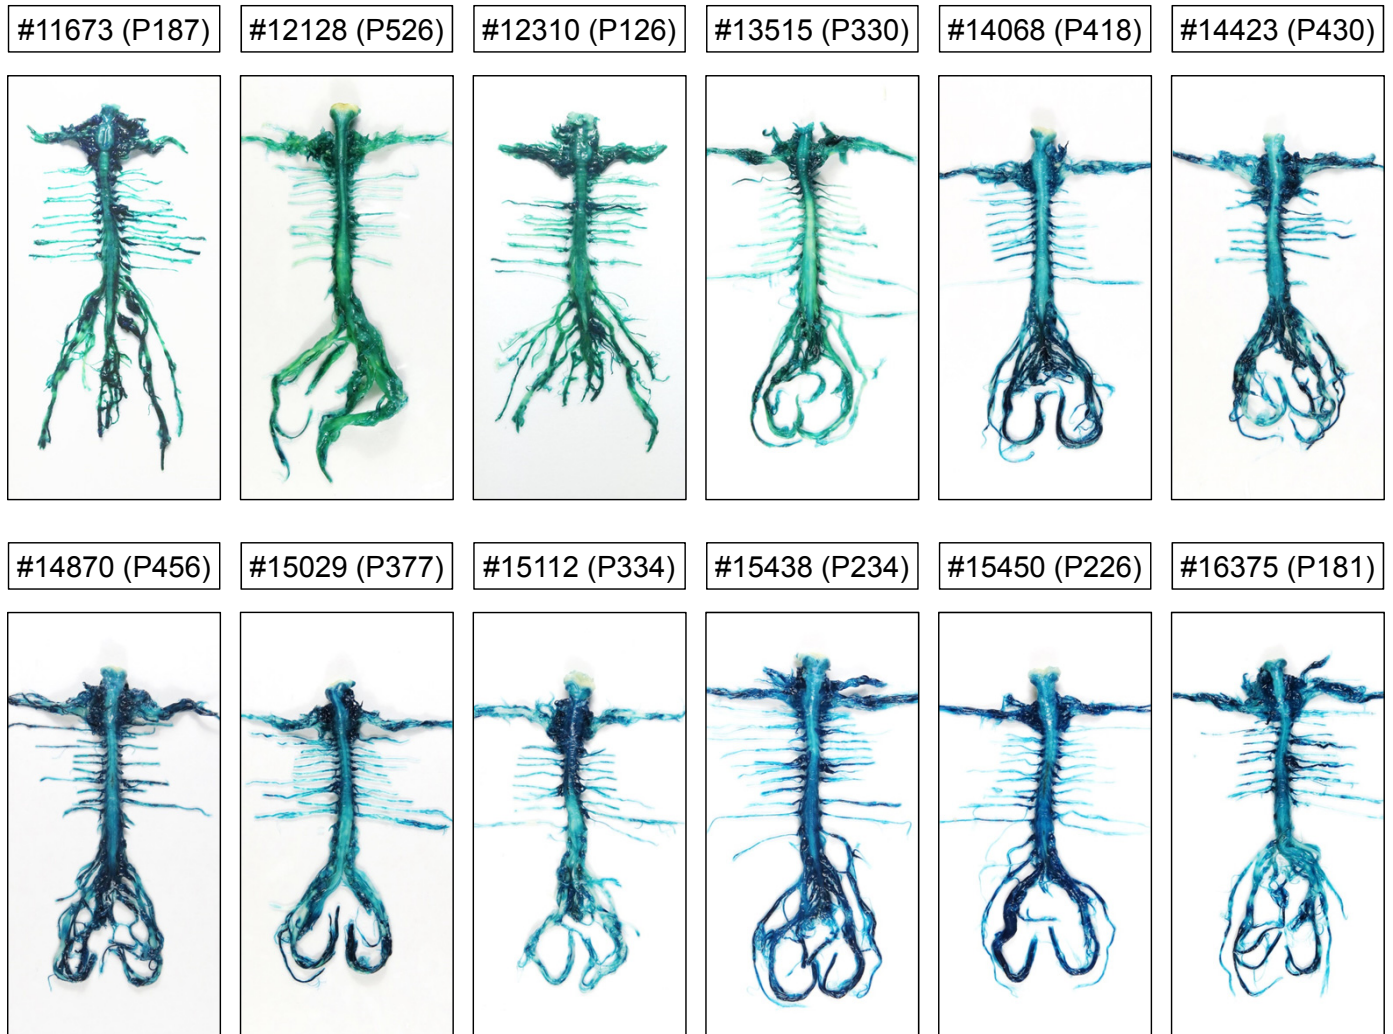 #11673 (P187)
#12128 (P526)
#12310 (P126)
#13515 (P330)
#14068 (P418)
#14423 (P430)
#14870 (P456)
#15029 (P377)
#15112 (P334)
#15438 (P234)
#15450 (P226)
#16375 (P181)